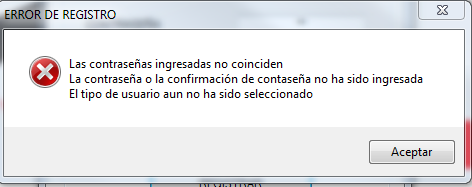 ERROR DE REGISTRO
Las contraseñas ingresadas no coinciden
La contraseña o la confirmación de contaseña no ha sido ingresada
El tipo de usuario aun no ha sido seleccionado
Aceptar